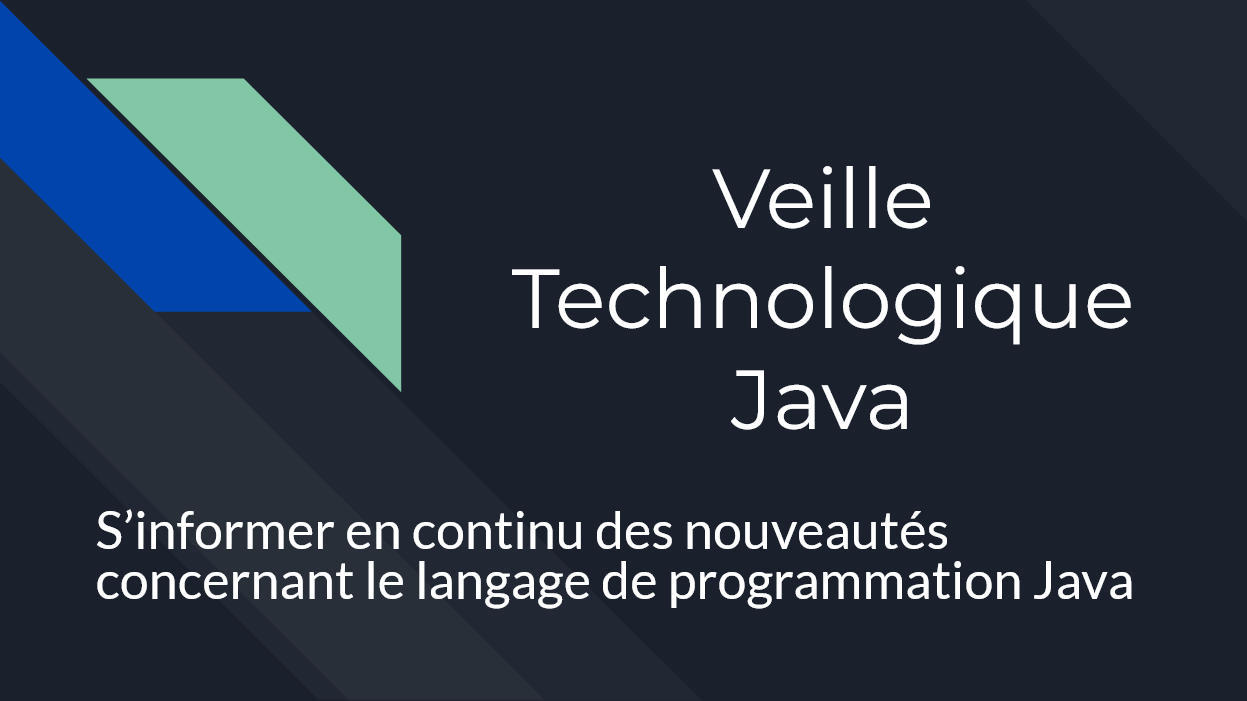 Veille
Technologique
Java
S’informer en continu des nouveautés
concernant le langage de programmation Java